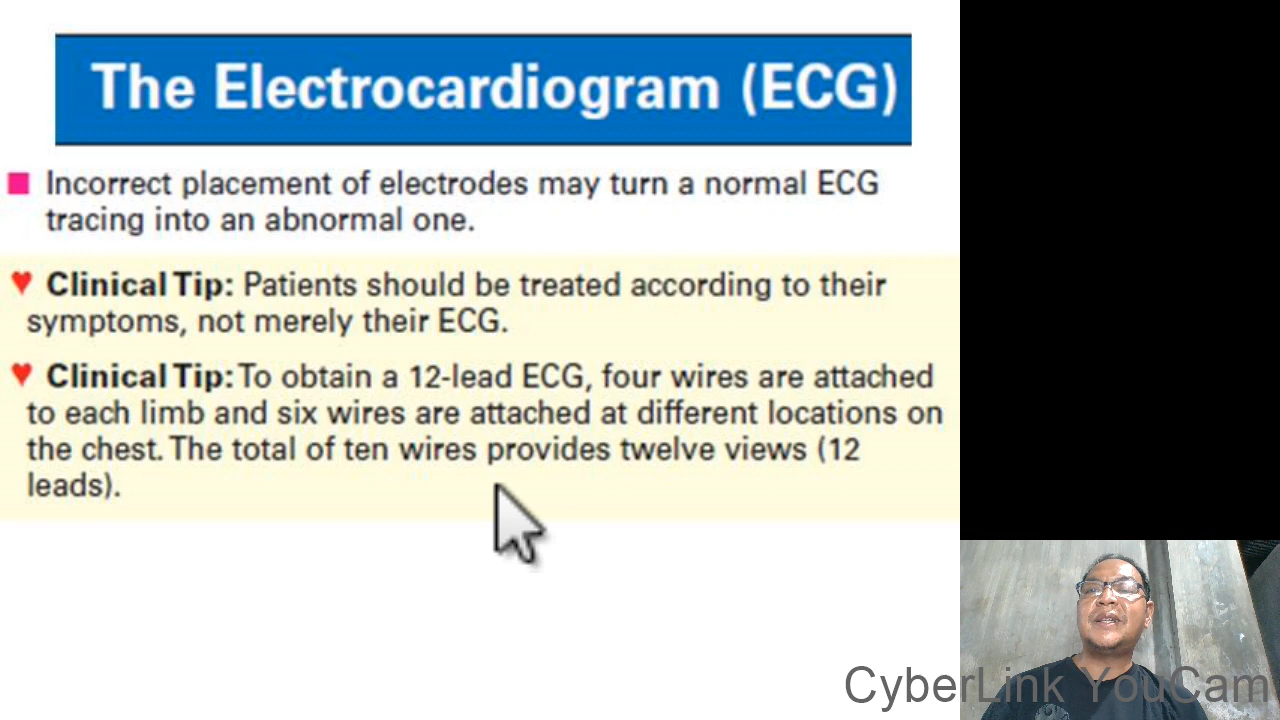 The Electrocardiogram (ECG)
Incorrect placement of electrodes may turn a normal ECG
tracing into an abnormal one.
♥ Clinical Tip: Patients should be treated according to their
symptoms, not merely their ECG.
♥ Clinical Tip: To obtain a 12-lead ECG, four wires are attached
to each limb and six wires are attached at different locations on
the chest. The total of ten wires provides twelve views (12
leads).
CyberLink YouCam